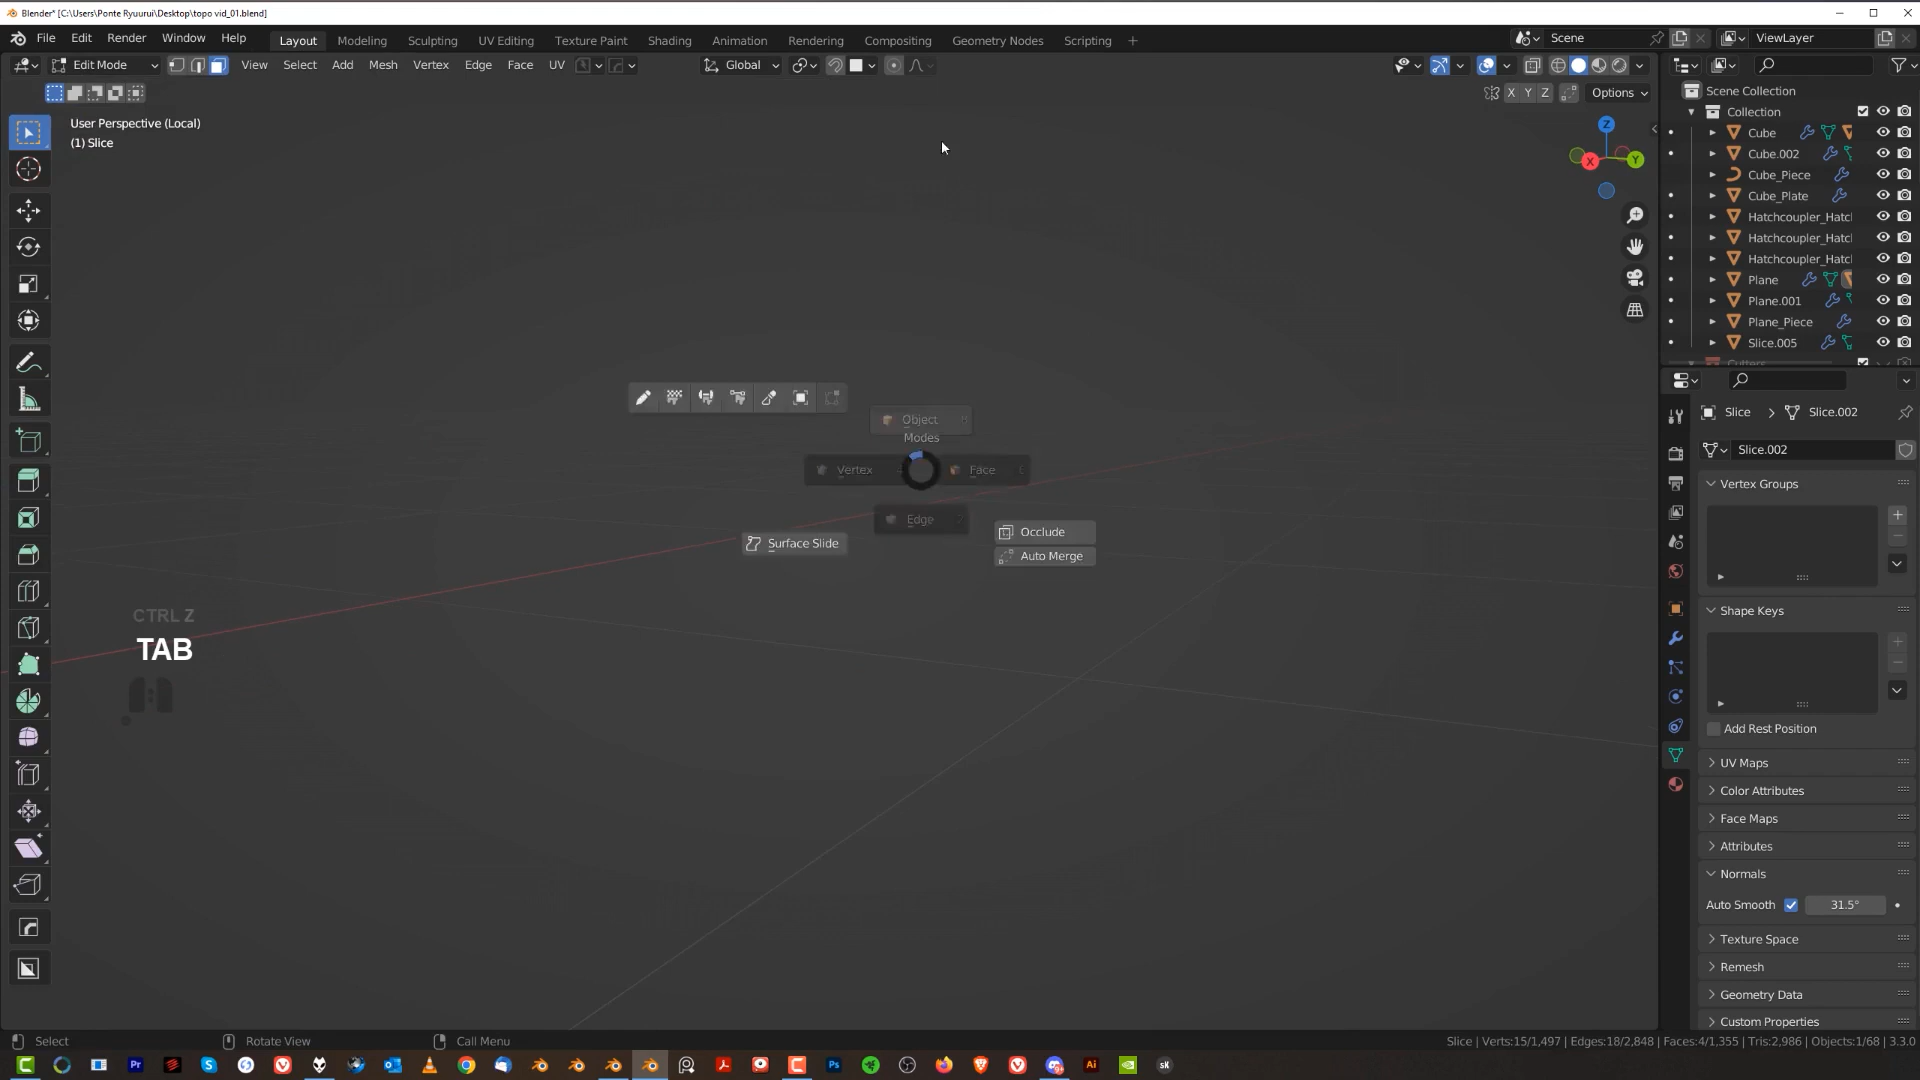 Blender* [C:\Users\Ponte Ryuurui\Desktop\topo vid_01.blend]
File Edit Render Window Help Layout Modeling Sculpting UV Editing Texture Paint Shading Animation Rendering Compositing Geometry Nodes Scripting + Scene ViewLayer
Edit Mode View Select Add Mesh Vertex Edge Face UV Global
X Y Z Options
User Perspective (Local)
(1) Slice
Z
X
Y
Scene Collection
Collection
Cube
Cube.002
Cube_Piece
Cube_Plate
Hatchcoupler_Hatcl
Hatchcoupler_Hatcl
Hatchcoupler_Hatcl
Plane
Plane.001
Plane_Piece
Slice.005
Cutters
Object
Modes
Vertex Face
Edge
Surface Slide
Occlude
Auto Merge
CTRL Z
TAB
Slice > Slice.002
Slice.002
Vertex Groups
Shape Keys
Add Rest Position
UV Maps
Color Attributes
Face Maps
Attributes
Normals
Auto Smooth 31.5°
Texture Space
Remesh
Geometry Data
Custom Properties
Select Rotate View Call Menu Slice | Verts:15/1,497 | Edges:18/2,848 | Faces:4/1,355 | Tris:2,986 | Objects:1/68 | 3.3.0